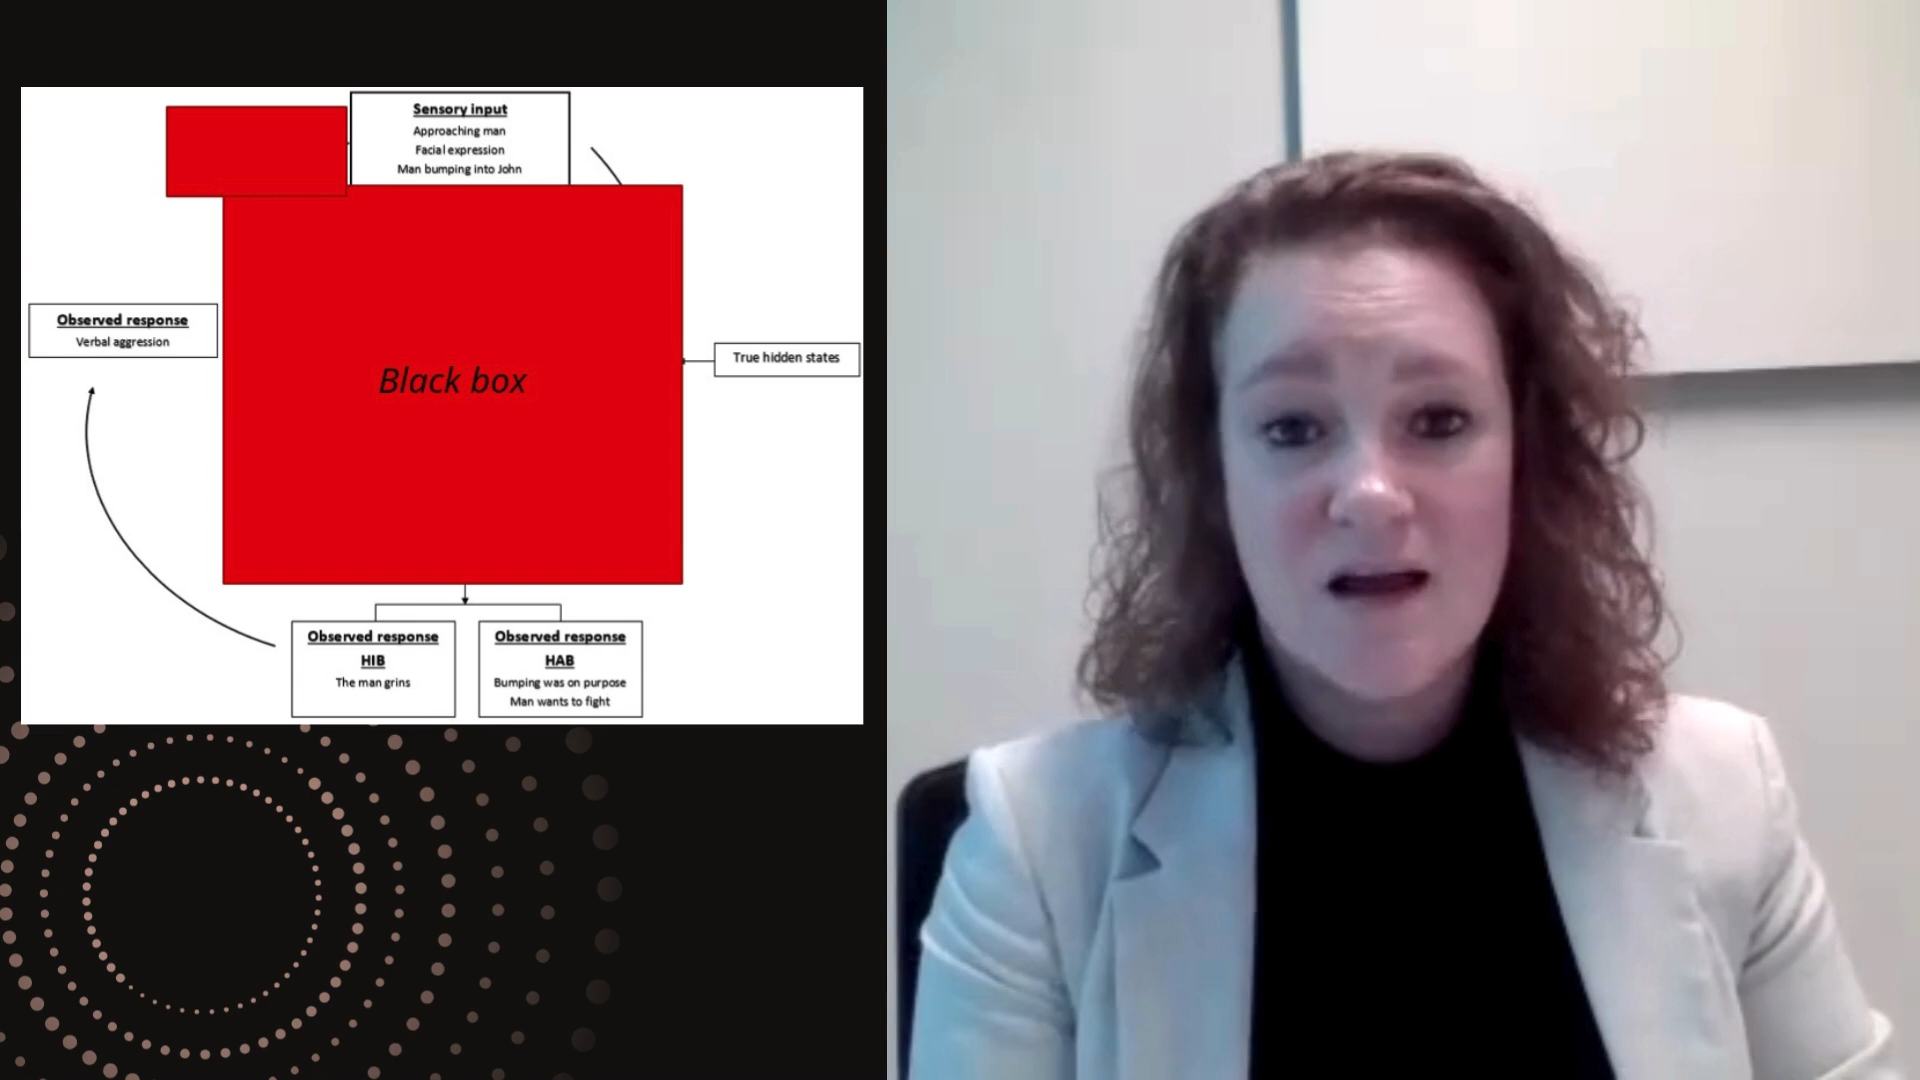 Sensory input
Approaching man
Facial expression
Man bumping into John
Observed response
Verbal aggression
True hidden states
Black box
Observed response
HIB
The man grins
Observed response
HAB
Bumping was on purpose
Man wants to fight